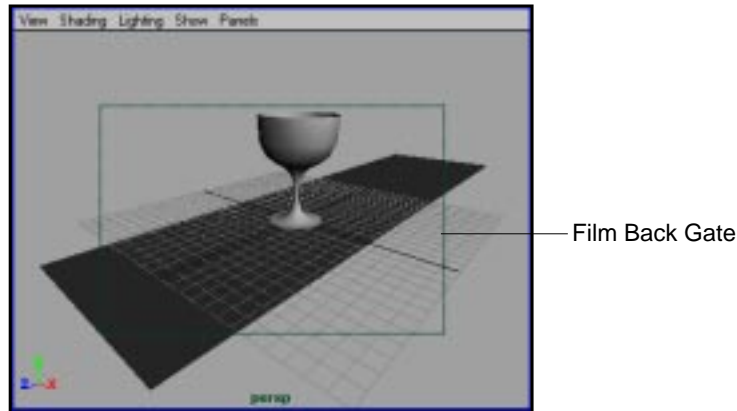 View Shading Lighting Show Panels
Film Back Gate
y
z x
persp